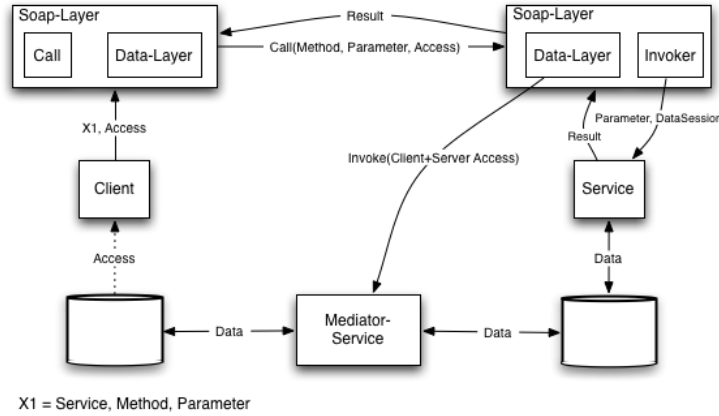 Soap-Layer
Call
Data-Layer
Result
Call(Method, Parameter, Access)
Soap-Layer
Data-Layer
Invoker
X1, Access
Parameter, DataSession
Result
Invoke(Client+Server Access)
Client
Service
Access
Data
Data
Mediator-
Service
Data
X1 = Service, Method, Parameter